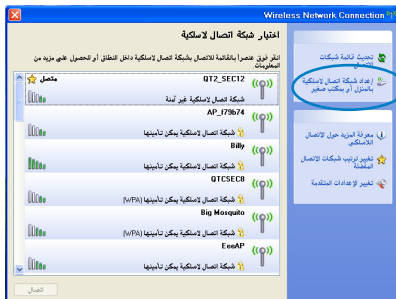 Wireless Network Connection
اختيار شبكة اتصال لاسلكية
انقر فوق عنصراً بالقائمة للاتصال بشبكة اتصال لاسلكية داخل النطاق أو للحصول على مزيد من
المعلومات
QT2_SEC12
متصل
شبكة اتصال لاسلكية غير آمنة
AP_f79b74
شبكة اتصال لاسلكية يمكن تأمينها
Billy
شبكة اتصال لاسلكية يمكن تأمينها
QTCSEC8
شبكة اتصال لاسلكية يمكن تأمينها (WPA)
Big Mosquito
شبكة اتصال لاسلكية يمكن تأمينها (WPA)
EeeAP
شبكة اتصال لاسلكية يمكن تأمينها
اتصال
تحديث قائمة شبكات
الاتصال
إعداد شبكة اتصال لاسلكية
بالمنزل أو بمكتب صغير
معرفة المزيد حول الاتصال
اللاسلكي
تغيير ترتيب شبكات الاتصال
المفضلة
تغيير الإعدادات المتقدمة